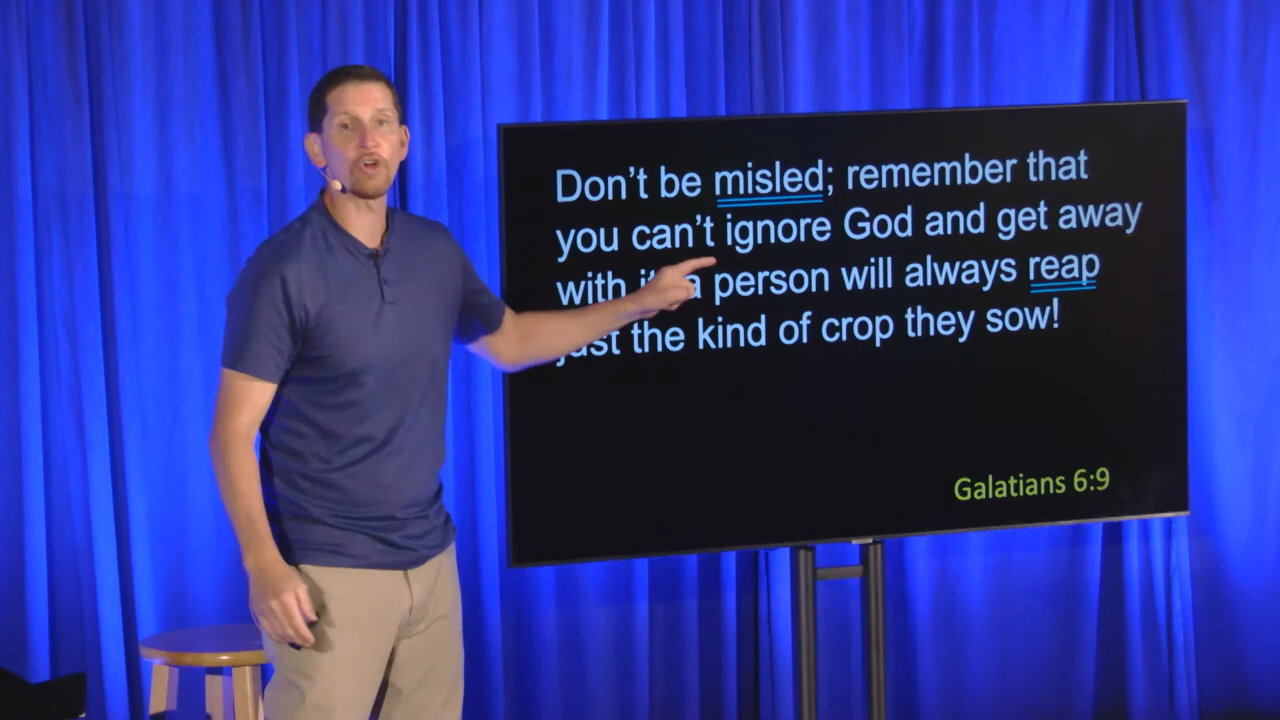 Don't be misled; remember that
you can't ignore God and get away
with a person will always reap
just the kind of crop they sow!
Galatians 6:9